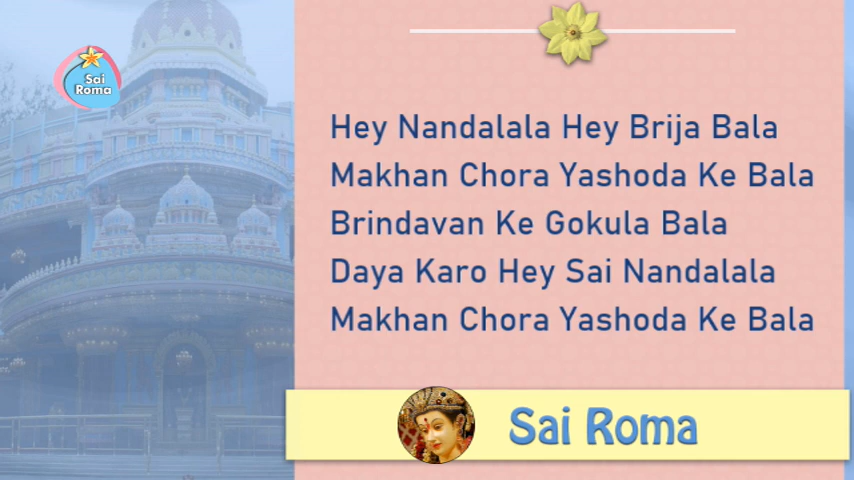 Sai
Roma
Hey Nandalala Hey Brija Bala
Makhan Chora Yashoda Ke Bala
Brindavan Ke Gokula Bala
Daya Karo Hey Sai Nandalala
Makhan Chora Yashoda Ke Bala
Sai Roma